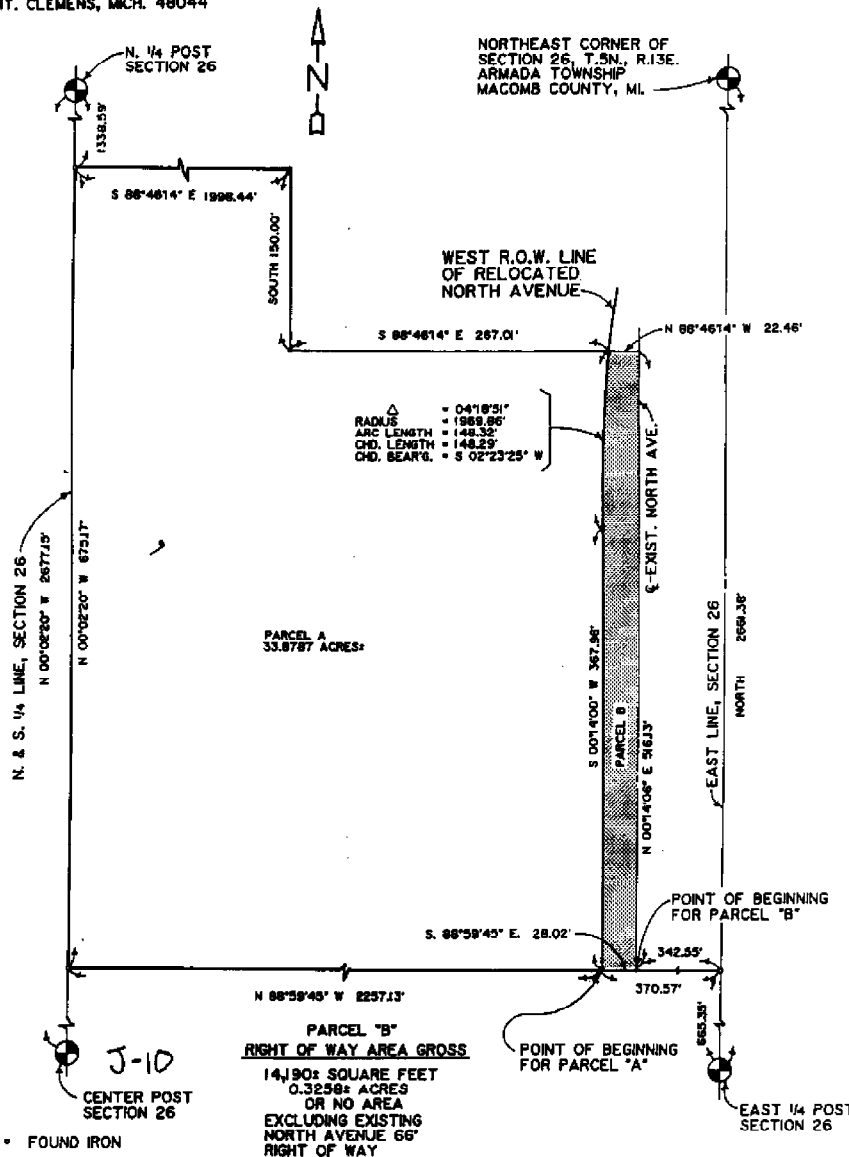 MT. CLEMENS, MICH. 48044
N. 1/4 POST
SECTION 26
N
NORTHEAST CORNER OF
SECTION 26, T.5N., R.13E.
ARMADA TOWNSHIP
MACOMB COUNTY, MI.
1338.59'
S 88°46'14" E 1996.44'
SOUTH 150.00'
WEST R.O.W. LINE
OF RELOCATED
NORTH AVENUE
S 88°46'14" E 267.01'
N 88°46'14" W 22.46'
Δ = 04°18'51"
RADIUS = 1969.86'
ARC LENGTH = 148.32'
CHD. LENGTH = 148.29'
CHD. BEAR'G. = S 02°23'25" W
℄-EXIST. NORTH AVE.
N. & S. 1/4 LINE, SECTION 26
N 00°02'20" W 2677.15'
N 00°02'20" W 675.17'
PARCEL A
33.8787 ACRES±
S 00°14'00" W 367.96'
PARCEL B
N 00°14'06" E 516.13'
EAST LINE, SECTION 26
NORTH 2661.38'
POINT OF BEGINNING
FOR PARCEL "B"
S. 88°59'45" E. 28.02'
342.55'
370.57'
N 88°59'45" W 2257.13'
665.35'
J-10
CENTER POST
SECTION 26
PARCEL "B"
RIGHT OF WAY AREA GROSS
14,190± SQUARE FEET
0.3258± ACRES
OR NO AREA
EXCLUDING EXISTING
NORTH AVENUE 66'
RIGHT OF WAY
POINT OF BEGINNING
FOR PARCEL "A"
EAST 1/4 POST
SECTION 26
• FOUND IRON